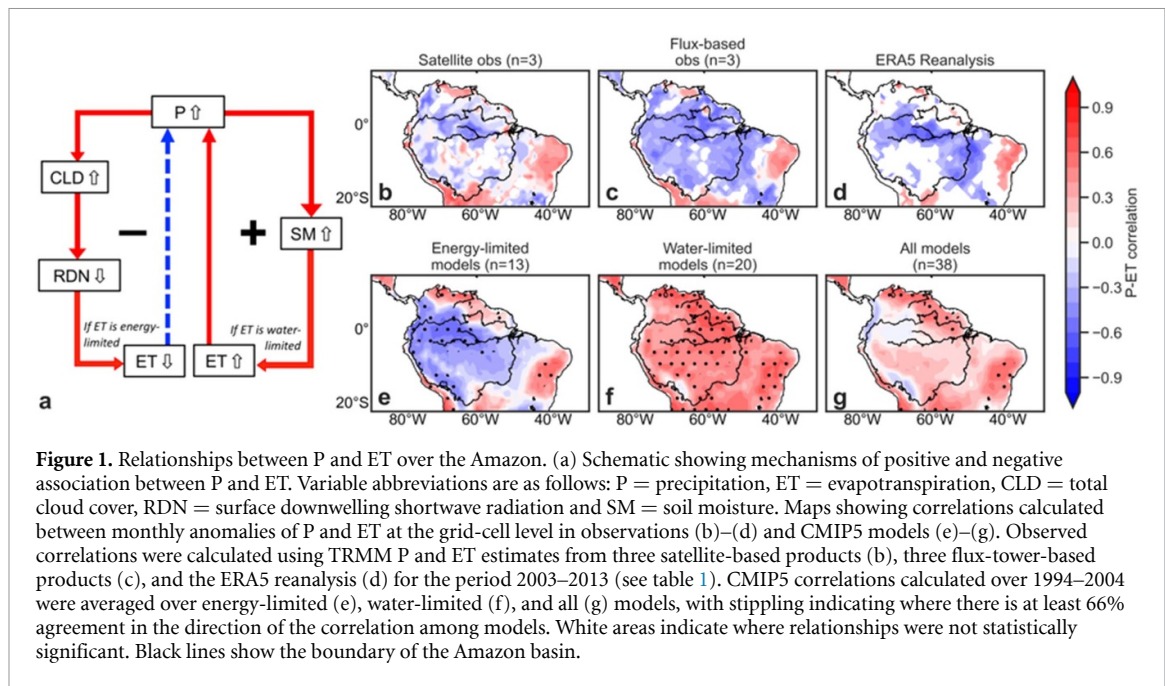 P ⇧
CLD ⇧
SM ⇧
RDN ⇩
If ET is energy-
limited
If ET is water-
limited
ET ⇩
ET ⇧
−
+
a
Satellite obs (n=3)
Flux-based
obs (n=3)
ERA5 Reanalysis
0°
20°S
b
c
d
80°W 60°W 40°W
80°W 60°W 40°W
80°W 60°W 40°W
Energy-limited
models (n=13)
Water-limited
models (n=20)
All models
(n=38)
0°
20°S
e
f
g
80°W 60°W 40°W
80°W 60°W 40°W
80°W 60°W 40°W
0.9
0.6
0.3
0.0
−0.3
−0.6
−0.9
P-ET correlation
Figure 1. Relationships between P and ET over the Amazon. (a) Schematic showing mechanisms of positive and negative
association between P and ET. Variable abbreviations are as follows: P = precipitation, ET = evapotranspiration, CLD = total
cloud cover, RDN = surface downwelling shortwave radiation and SM = soil moisture. Maps showing correlations calculated
between monthly anomalies of P and ET at the grid-cell level in observations (b)–(d) and CMIP5 models (e)–(g). Observed
correlations were calculated using TRMM P and ET estimates from three satellite-based products (b), three flux-tower-based
products (c), and the ERA5 reanalysis (d) for the period 2003–2013 (see table 1). CMIP5 correlations calculated over 1994–2004
were averaged over energy-limited (e), water-limited (f), and all (g) models, with stippling indicating where there is at least 66%
agreement in the direction of the correlation among models. White areas indicate where relationships were not statistically
significant. Black lines show the boundary of the Amazon basin.